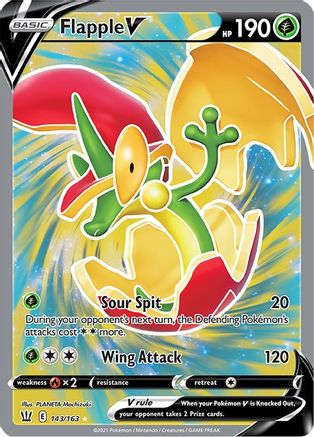 BASIC Flapple V HP 190
Sour Spit 20
During your opponent's next turn, the Defending Pokémon's
attacks cost more.
Wing Attack 120
weakness ×2 resistance retreat
Illus. PLANETA Mochizuki
E 143/163
V rule When your Pokémon V is Knocked Out,
your opponent takes 2 Prize cards.
©2021 Pokémon / Nintendo / Creatures / GAME FREAK